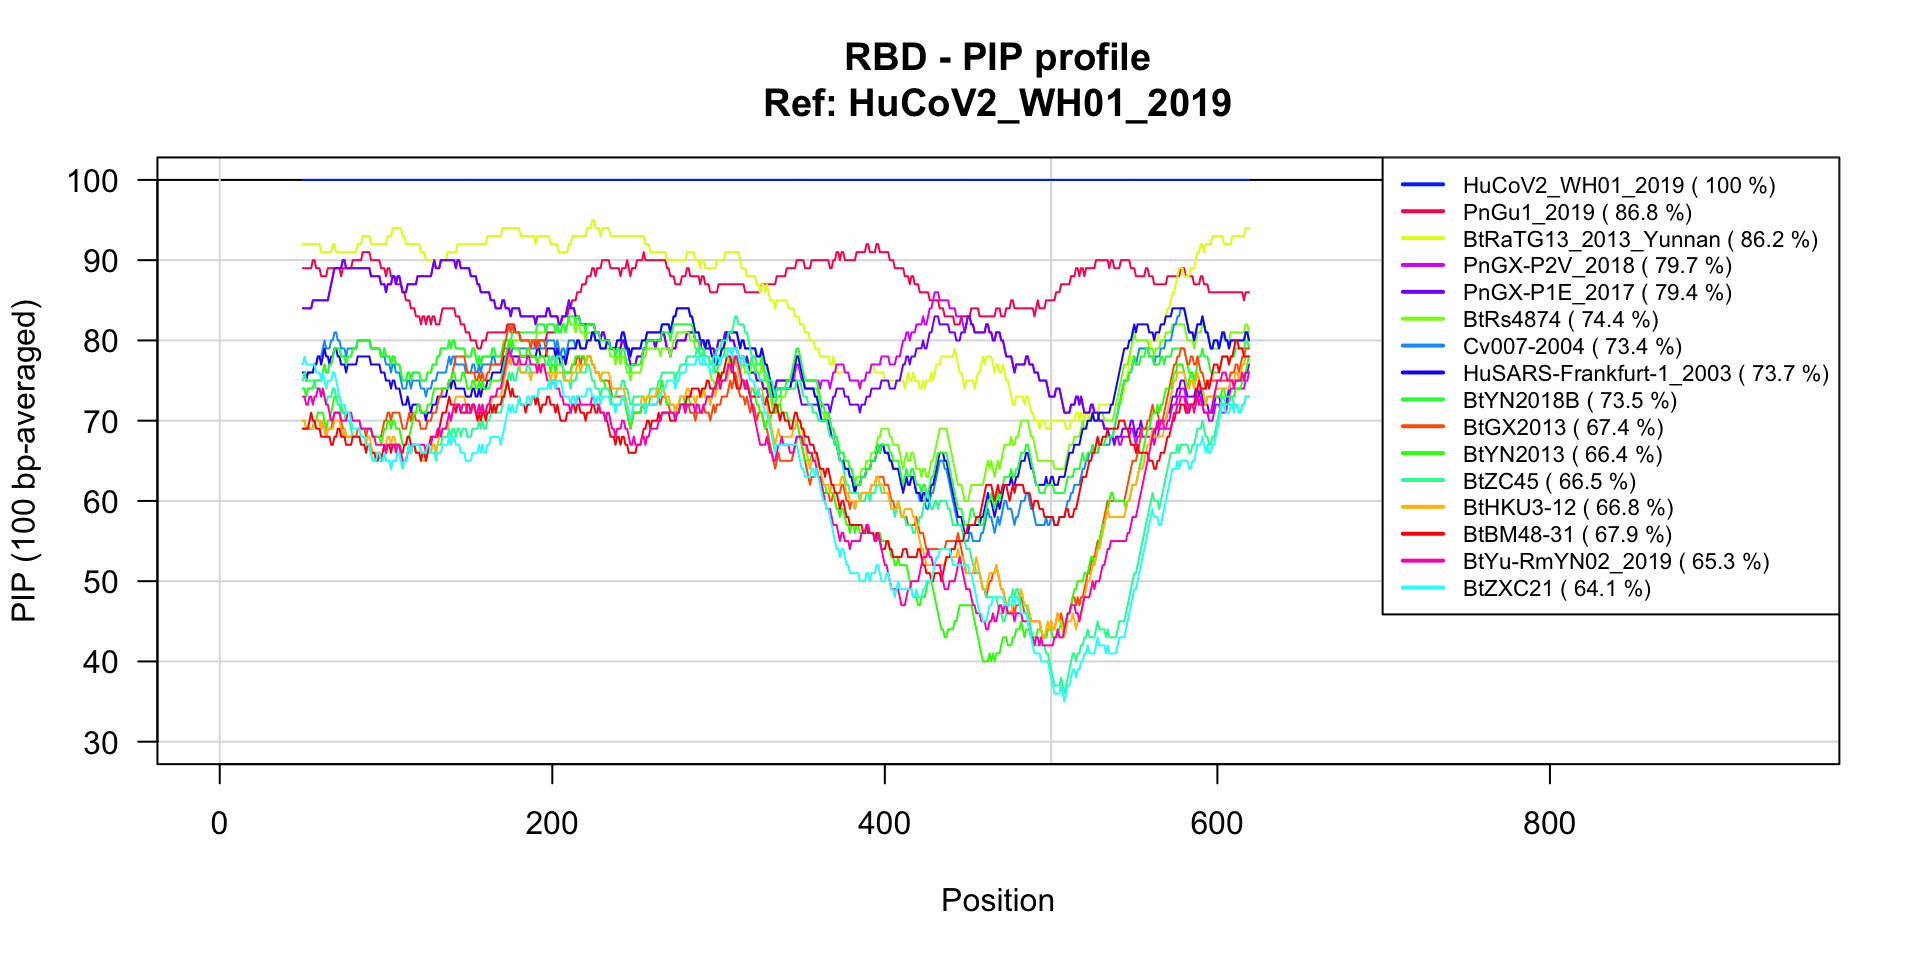 RBD - PIP profile
Ref: HuCoV2_WH01_2019
PIP (100 bp-averaged)
100
90
80
70
60
50
40
30
0 200 400 600 800
Position
HuCoV2_WH01_2019 ( 100 %)
PnGu1_2019 ( 86.8 %)
BtRaTG13_2013_Yunnan ( 86.2 %)
PnGX-P2V_2018 ( 79.7 %)
PnGX-P1E_2017 ( 79.4 %)
BtRs4874 ( 74.4 %)
Cv007-2004 ( 73.4 %)
HuSARS-Frankfurt-1_2003 ( 73.7 %)
BtYN2018B ( 73.5 %)
BtGX2013 ( 67.4 %)
BtYN2013 ( 66.4 %)
BtZC45 ( 66.5 %)
BtHKU3-12 ( 66.8 %)
BtBM48-31 ( 67.9 %)
BtYu-RmYN02_2019 ( 65.3 %)
BtZXC21 ( 64.1 %)